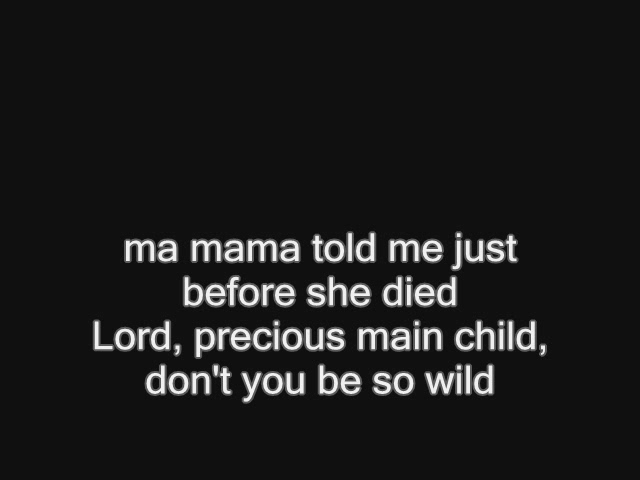 ma mama told me just
before she died
Lord, precious main child,
don't you be so wild